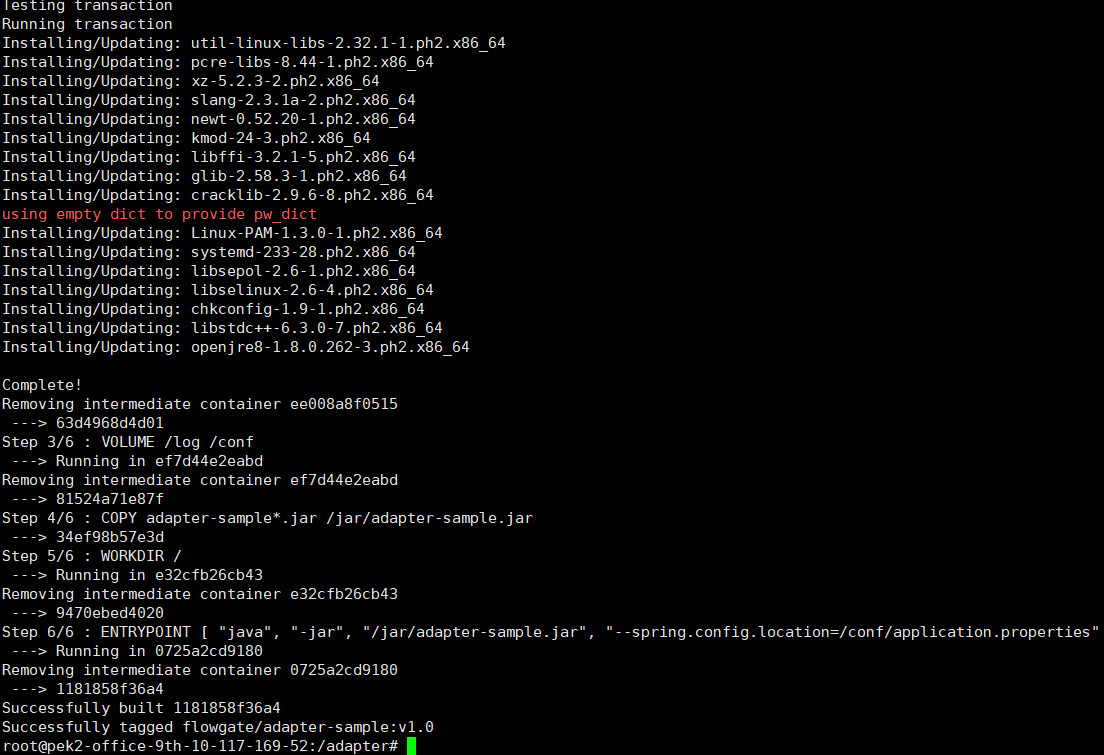 Testing transaction
Running transaction
Installing/Updating: util-linux-libs-2.32.1-1.ph2.x86_64
Installing/Updating: pcre-libs-8.44-1.ph2.x86_64
Installing/Updating: xz-5.2.3-2.ph2.x86_64
Installing/Updating: slang-2.3.1a-2.ph2.x86_64
Installing/Updating: newt-0.52.20-1.ph2.x86_64
Installing/Updating: kmod-24-3.ph2.x86_64
Installing/Updating: libffi-3.2.1-5.ph2.x86_64
Installing/Updating: glib-2.58.3-1.ph2.x86_64
Installing/Updating: cracklib-2.9.6-8.ph2.x86_64
using empty dict to provide pw_dict
Installing/Updating: Linux-PAM-1.3.0-1.ph2.x86_64
Installing/Updating: systemd-233-28.ph2.x86_64
Installing/Updating: libsepol-2.6-1.ph2.x86_64
Installing/Updating: libselinux-2.6-4.ph2.x86_64
Installing/Updating: chkconfig-1.9-1.ph2.x86_64
Installing/Updating: libstdc++-6.3.0-7.ph2.x86_64
Installing/Updating: openjre8-1.8.0.262-3.ph2.x86_64
Complete!
Removing intermediate container ee008a8f0515
 ---> 63d4968d4d01
Step 3/6 : VOLUME /log /conf
 ---> Running in ef7d44e2eabd
Removing intermediate container ef7d44e2eabd
 ---> 81524a71e87f
Step 4/6 : COPY adapter-sample*.jar /jar/adapter-sample.jar
 ---> 34ef98b57e3d
Step 5/6 : WORKDIR /
 ---> Running in e32cfb26cb43
Removing intermediate container e32cfb26cb43
 ---> 9470ebed4020
Step 6/6 : ENTRYPOINT [ "java", "-jar", "/jar/adapter-sample.jar", "--spring.config.location=/conf/application.properties"
 ---> Running in 0725a2cd9180
Removing intermediate container 0725a2cd9180
 ---> 1181858f36a4
Successfully built 1181858f36a4
Successfully tagged flowgate/adapter-sample:v1.0
root@pek2-office-9th-10-117-169-52:/adapter#